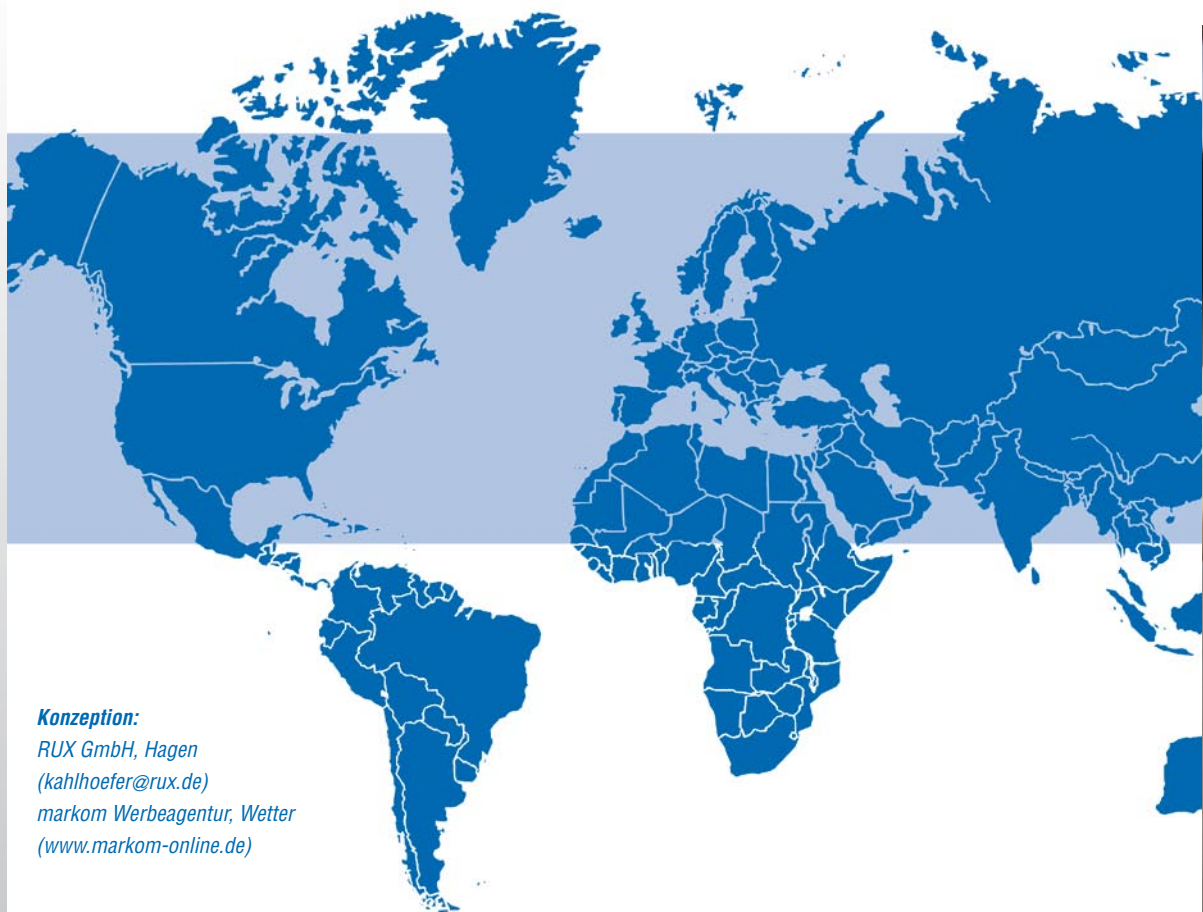 Konzeption:
RUX GmbH, Hagen
(kahlhoefer@rux.de)
markom Werbeagentur, Wetter
(www.markom-online.de)